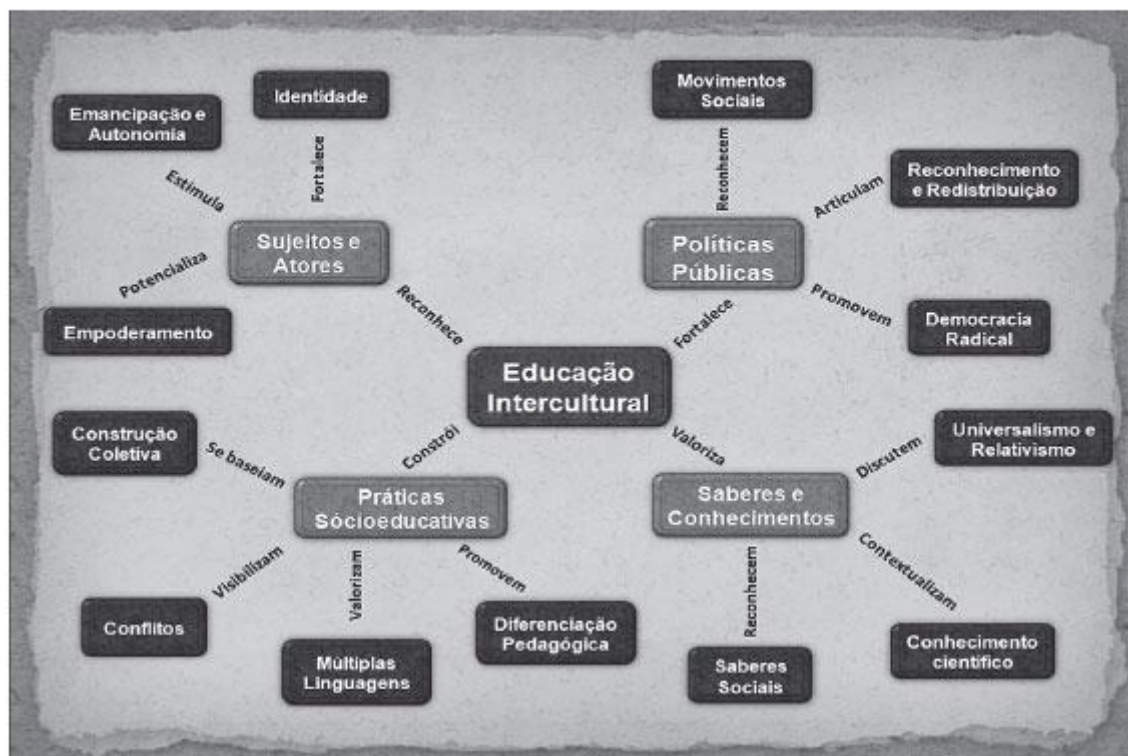 Identidade
Emancipação e
Autonomia
Estimula
Fortalece
Sujeitos e
Atores
Potencializa
Empoderamento
Reconhece
Movimentos
Sociais
Reconhecem
Articulam
Reconhecimento
e Redistribuição
Políticas
Públicas
Promovem
Democracia
Radical
Fortalece
Educação
Intercultural
Construção
Coletiva
Se baseiam
Constrói
Práticas
Sócioeducativas
Visibilizam
Conflitos
Valorizam
Múltiplas
Linguagens
Promovem
Diferenciação
Pedagógica
Valoriza
Saberes e
Conhecimentos
Discutem
Universalismo e
Relativismo
Contextualizam
Conhecimento
científico
Reconhecem
Saberes
Sociais